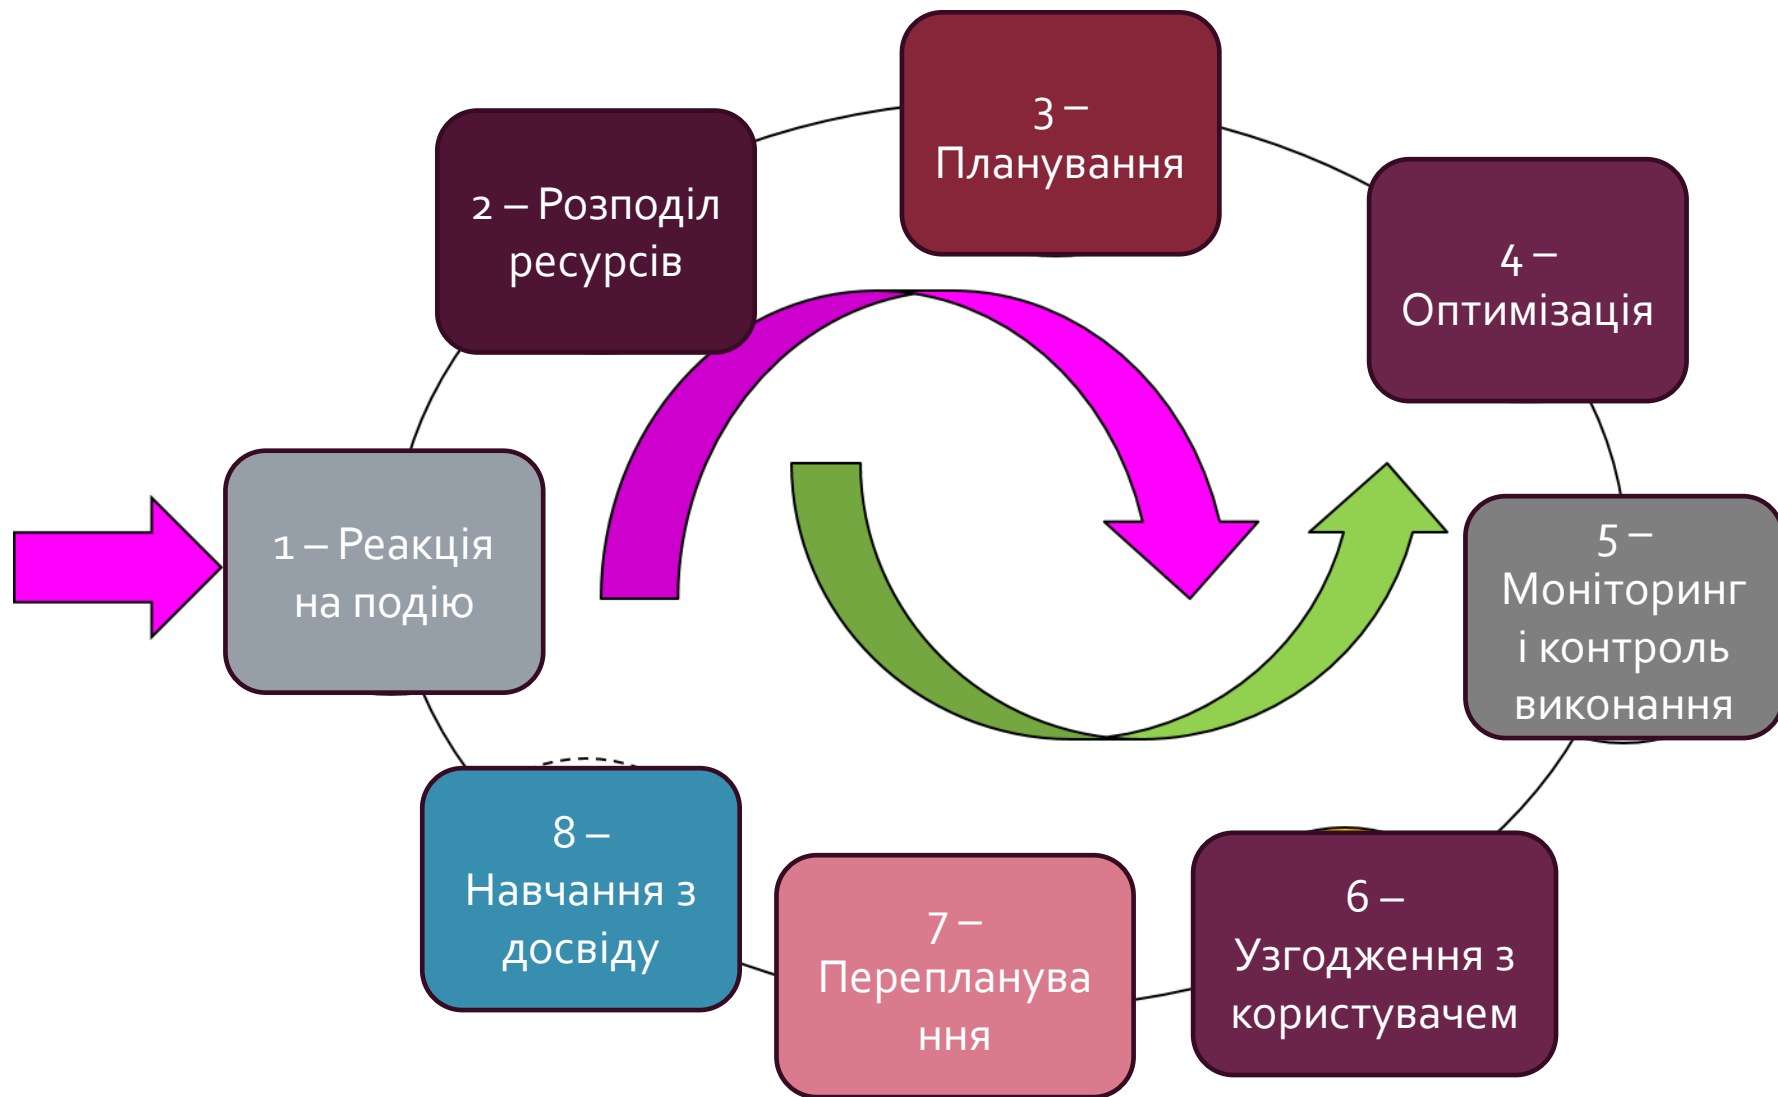 1 – Реакція
на подію
2 – Розподіл
ресурсів
3 –
Планування
4 –
Оптимізація
5 –
Моніторинг
і контроль
виконання
6 –
Узгодження з
користувачем
7 –
Перепланува
ння
8 –
Навчання з
досвіду